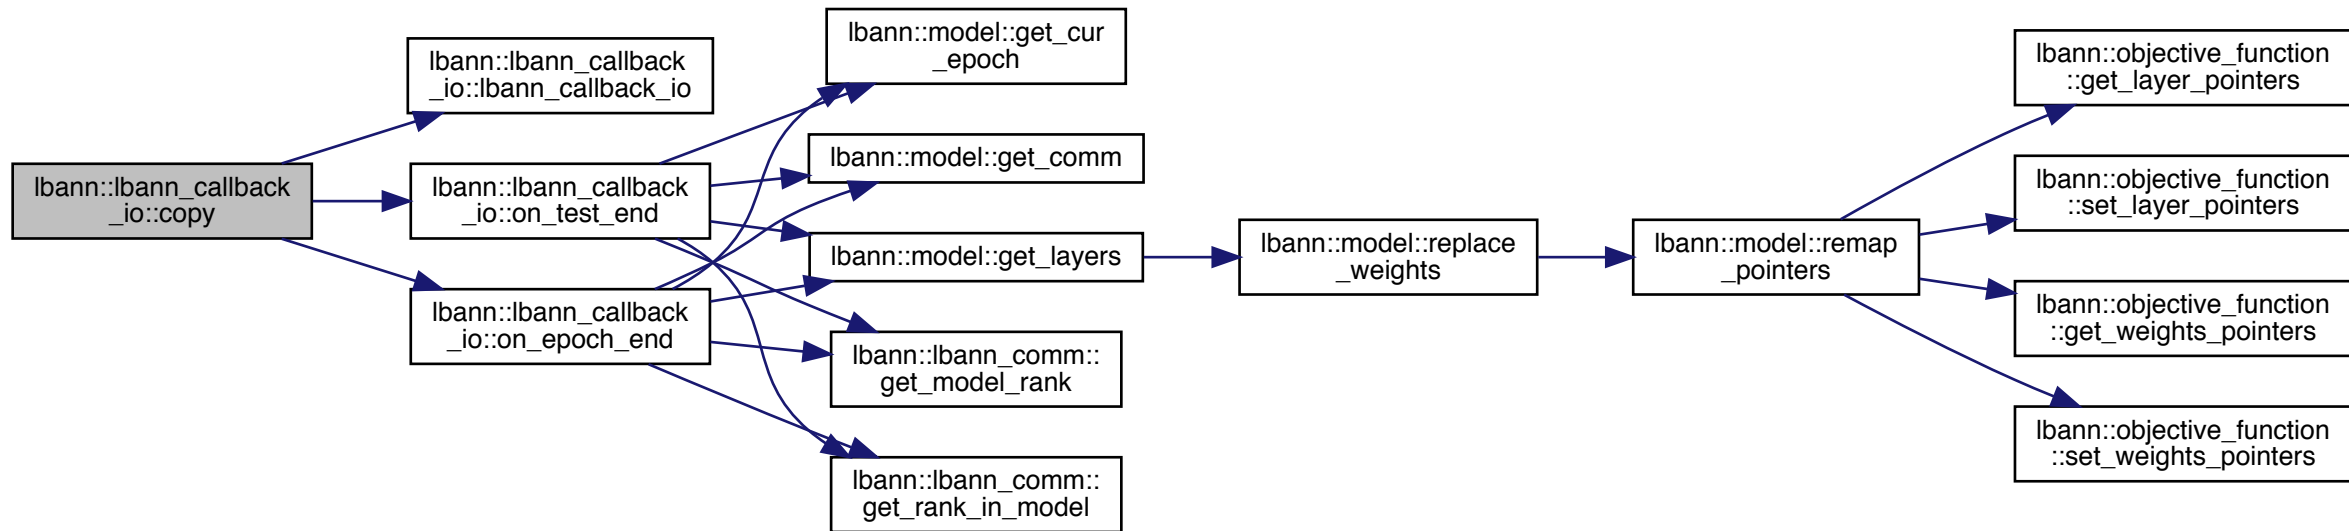 lbann::lbann_callback
_io::copy
lbann::lbann_callback
_io::lbann_callback_io
lbann::lbann_callback
_io::on_test_end
lbann::lbann_callback
_io::on_epoch_end
lbann::model::get_cur
_epoch
lbann::model::get_comm
lbann::model::get_layers
lbann::lbann_comm::
get_model_rank
lbann::lbann_comm::
get_rank_in_model
lbann::model::replace
_weights
lbann::model::remap
_pointers
lbann::objective_function
::get_layer_pointers
lbann::objective_function
::set_layer_pointers
lbann::objective_function
::get_weights_pointers
lbann::objective_function
::set_weights_pointers